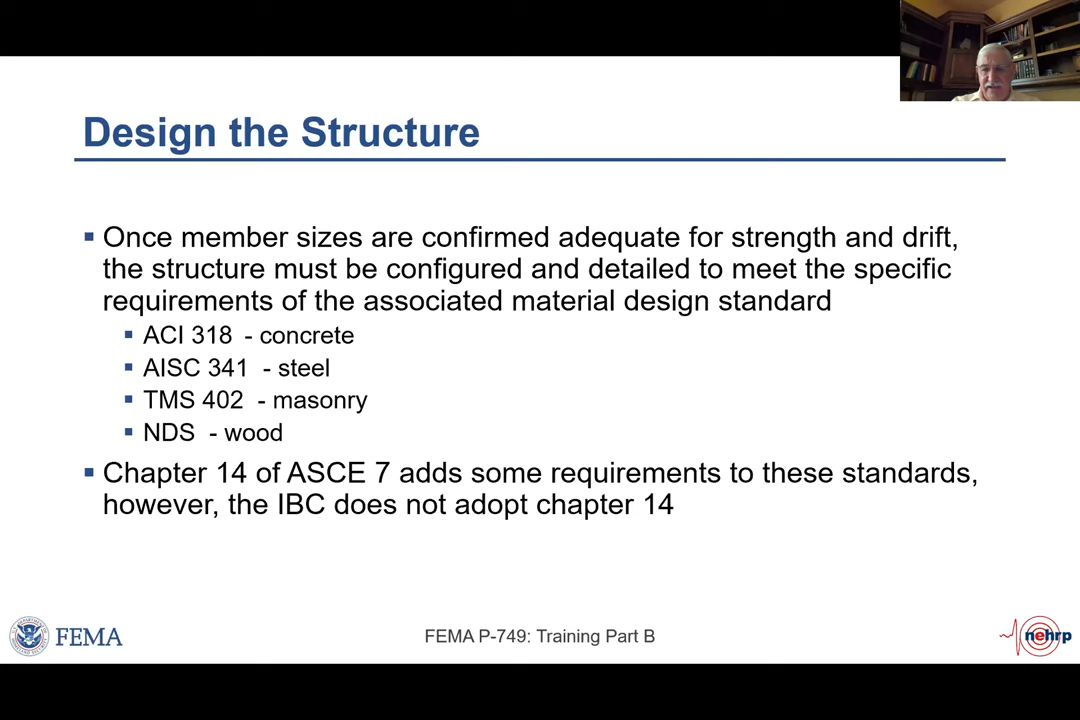 Design the Structure
▪ Once member sizes are confirmed adequate for strength and drift,
the structure must be configured and detailed to meet the specific
requirements of the associated material design standard
▪ ACI 318 - concrete
▪ AISC 341 - steel
▪ TMS 402 - masonry
▪ NDS - wood
▪ Chapter 14 of ASCE 7 adds some requirements to these standards,
however, the IBC does not adopt chapter 14
FEMA
FEMA P-749: Training Part B
nehrp